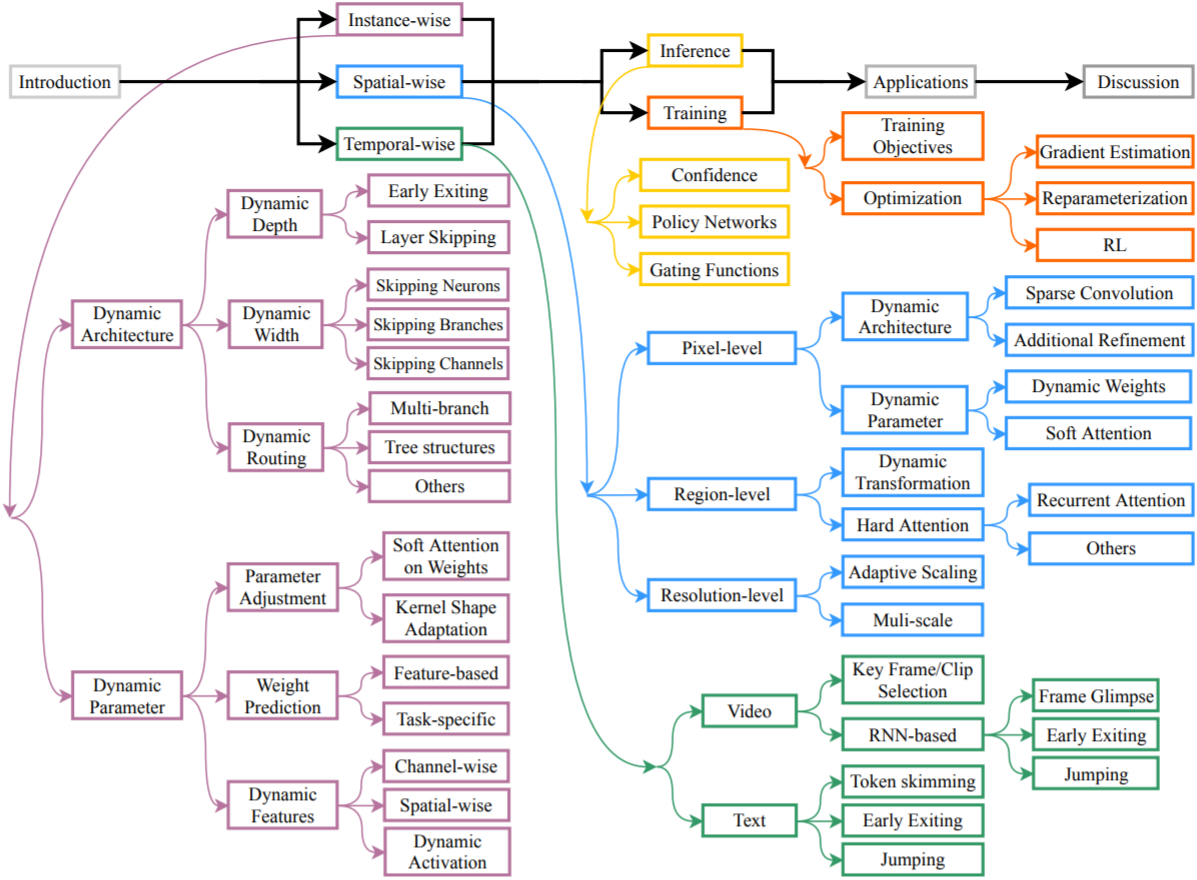 Introduction
Instance-wise
Spatial-wise
Temporal-wise
Inference
Training
Applications
Discussion
Dynamic
Architecture
Dynamic
Depth
Early Exiting
Layer Skipping
Dynamic
Width
Skipping Neurons
Skipping Branches
Skipping Channels
Dynamic
Routing
Multi-branch
Tree structures
Others
Dynamic
Parameter
Parameter
Adjustment
Soft Attention
on Weights
Kernel Shape
Adaptation
Weight
Prediction
Feature-based
Task-specific
Dynamic
Features
Channel-wise
Spatial-wise
Dynamic
Activation
Confidence
Policy Networks
Gating Functions
Training
Objectives
Optimization
Gradient Estimation
Reparameterization
RL
Pixel-level
Dynamic
Architecture
Sparse Convolution
Additional Refinement
Dynamic
Parameter
Dynamic Weights
Soft Attention
Region-level
Dynamic
Transformation
Hard Attention
Recurrent Attention
Others
Resolution-level
Adaptive Scaling
Muli-scale
Video
Key Frame/Clip
Selection
RNN-based
Frame Glimpse
Early Exiting
Jumping
Text
Token skimming
Early Exiting
Jumping